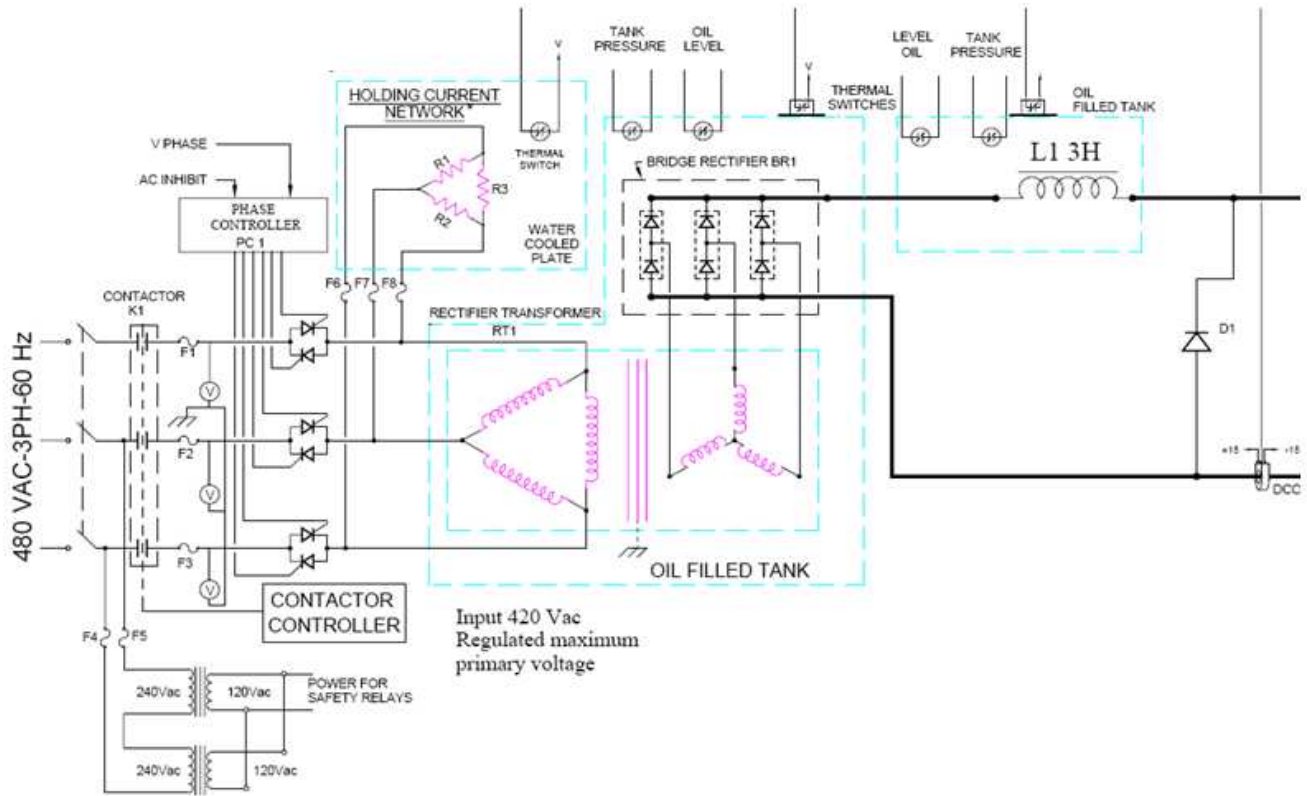 V
TANK
PRESSURE
OIL
LEVEL
V
LEVEL
OIL
TANK
PRESSURE
THERMAL
SWITCHES
OIL
FILLED TANK
HOLDING CURRENT
NETWORK
THERMAL
SWITCH
V PHASE
AC INHIBIT
PHASE
CONTROLLER
PC 1
R1
R2
R3
WATER
COOLED
PLATE
BRIDGE RECTIFIER BR1
L1 3H
F6
F7
F8
CONTACTOR
K1
RECTIFIER TRANSFORMER
RT1
D1
480 VAC-3PH-60 Hz
F1
V
F2
V
F3
V
DCC
OIL FILLED TANK
CONTACTOR
CONTROLLER
Input 420 Vac
Regulated maximum
primary voltage
F4
F5
240Vac
120Vac
POWER FOR
SAFETY RELAYS
240Vac
120Vac